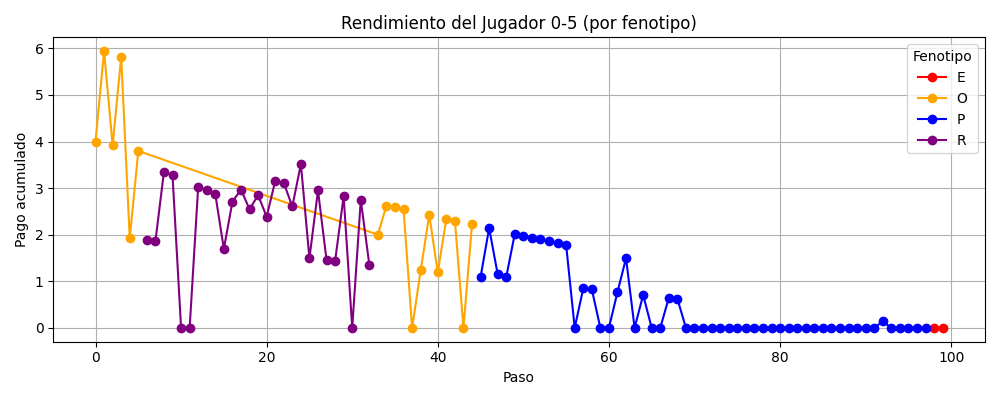 Rendimiento del Jugador 0-5 (por fenotipo)
Pago acumulado
6
5
4
3
2
1
0
Fenotipo
E
O
P
R
0
20
40
60
80
100
Paso